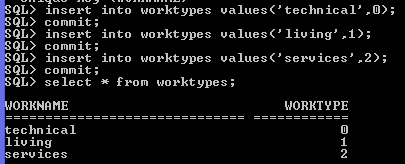 SQL> insert into worktypes values('technical',0);
SQL> commit;
SQL> insert into worktypes values('living',1);
SQL> commit;
SQL> insert into worktypes values('services',2);
SQL> commit;
SQL> select * from worktypes;
WORKNAME WORKTYPE
============================== ============
technical 0
living 1
services 2